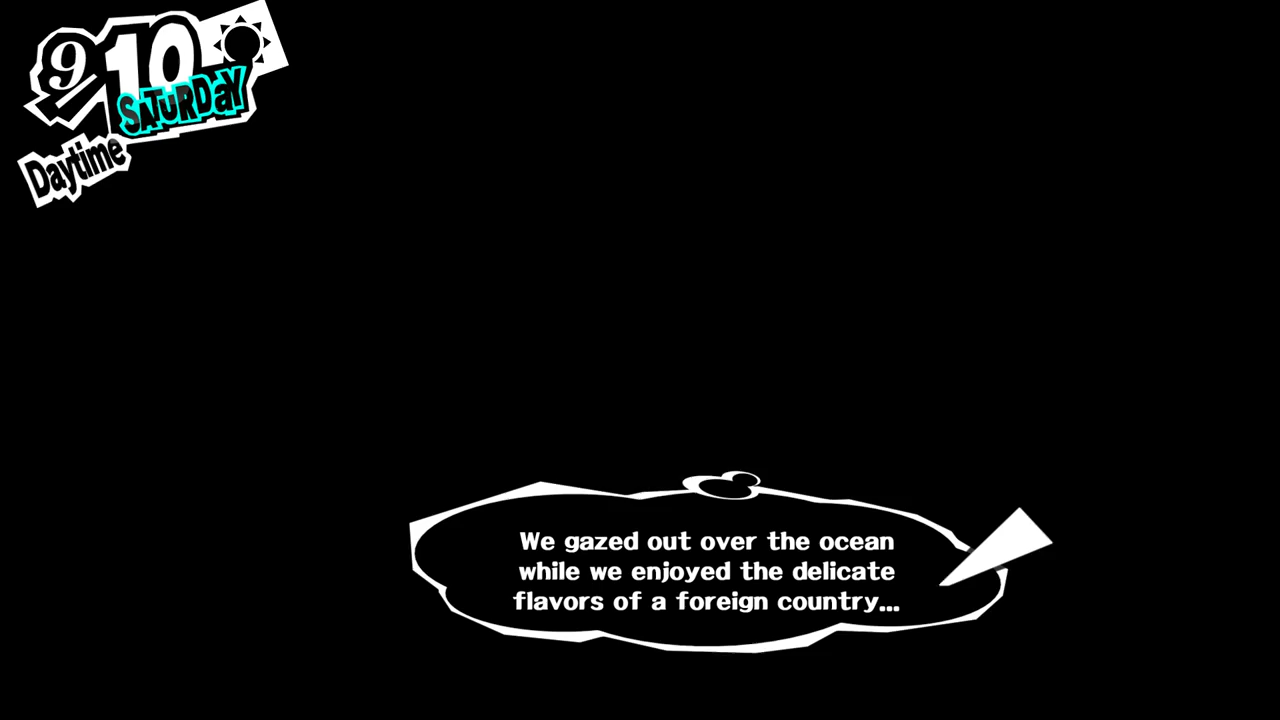 9/10
SATURDaY
Daytime
We gazed out over the ocean
while we enjoyed the delicate
flavors of a foreign country...